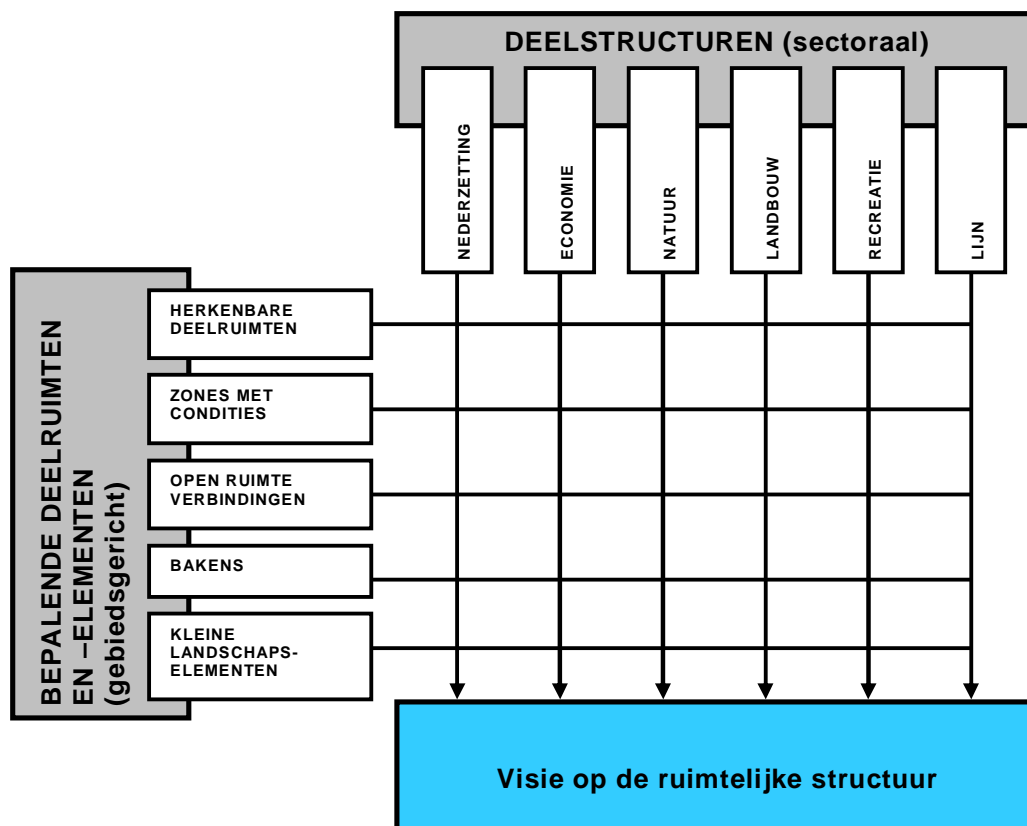 DEELSTRUCTUREN (sectoraal)
NEDERZETTING
ECONOMIE
NATUUR
LANDBOUW
RECREATIE
LIJN
BEPALENDE DEELRUIMTEN
EN –ELEMENTEN
(gebiedsgericht)
HERKENBARE
DEELRUIMTEN
ZONES MET
CONDITIES
OPEN RUIMTE
VERBINDINGEN
BAKENS
KLEINE
LANDSCHAPS-
ELEMENTEN
Visie op de ruimtelijke structuur